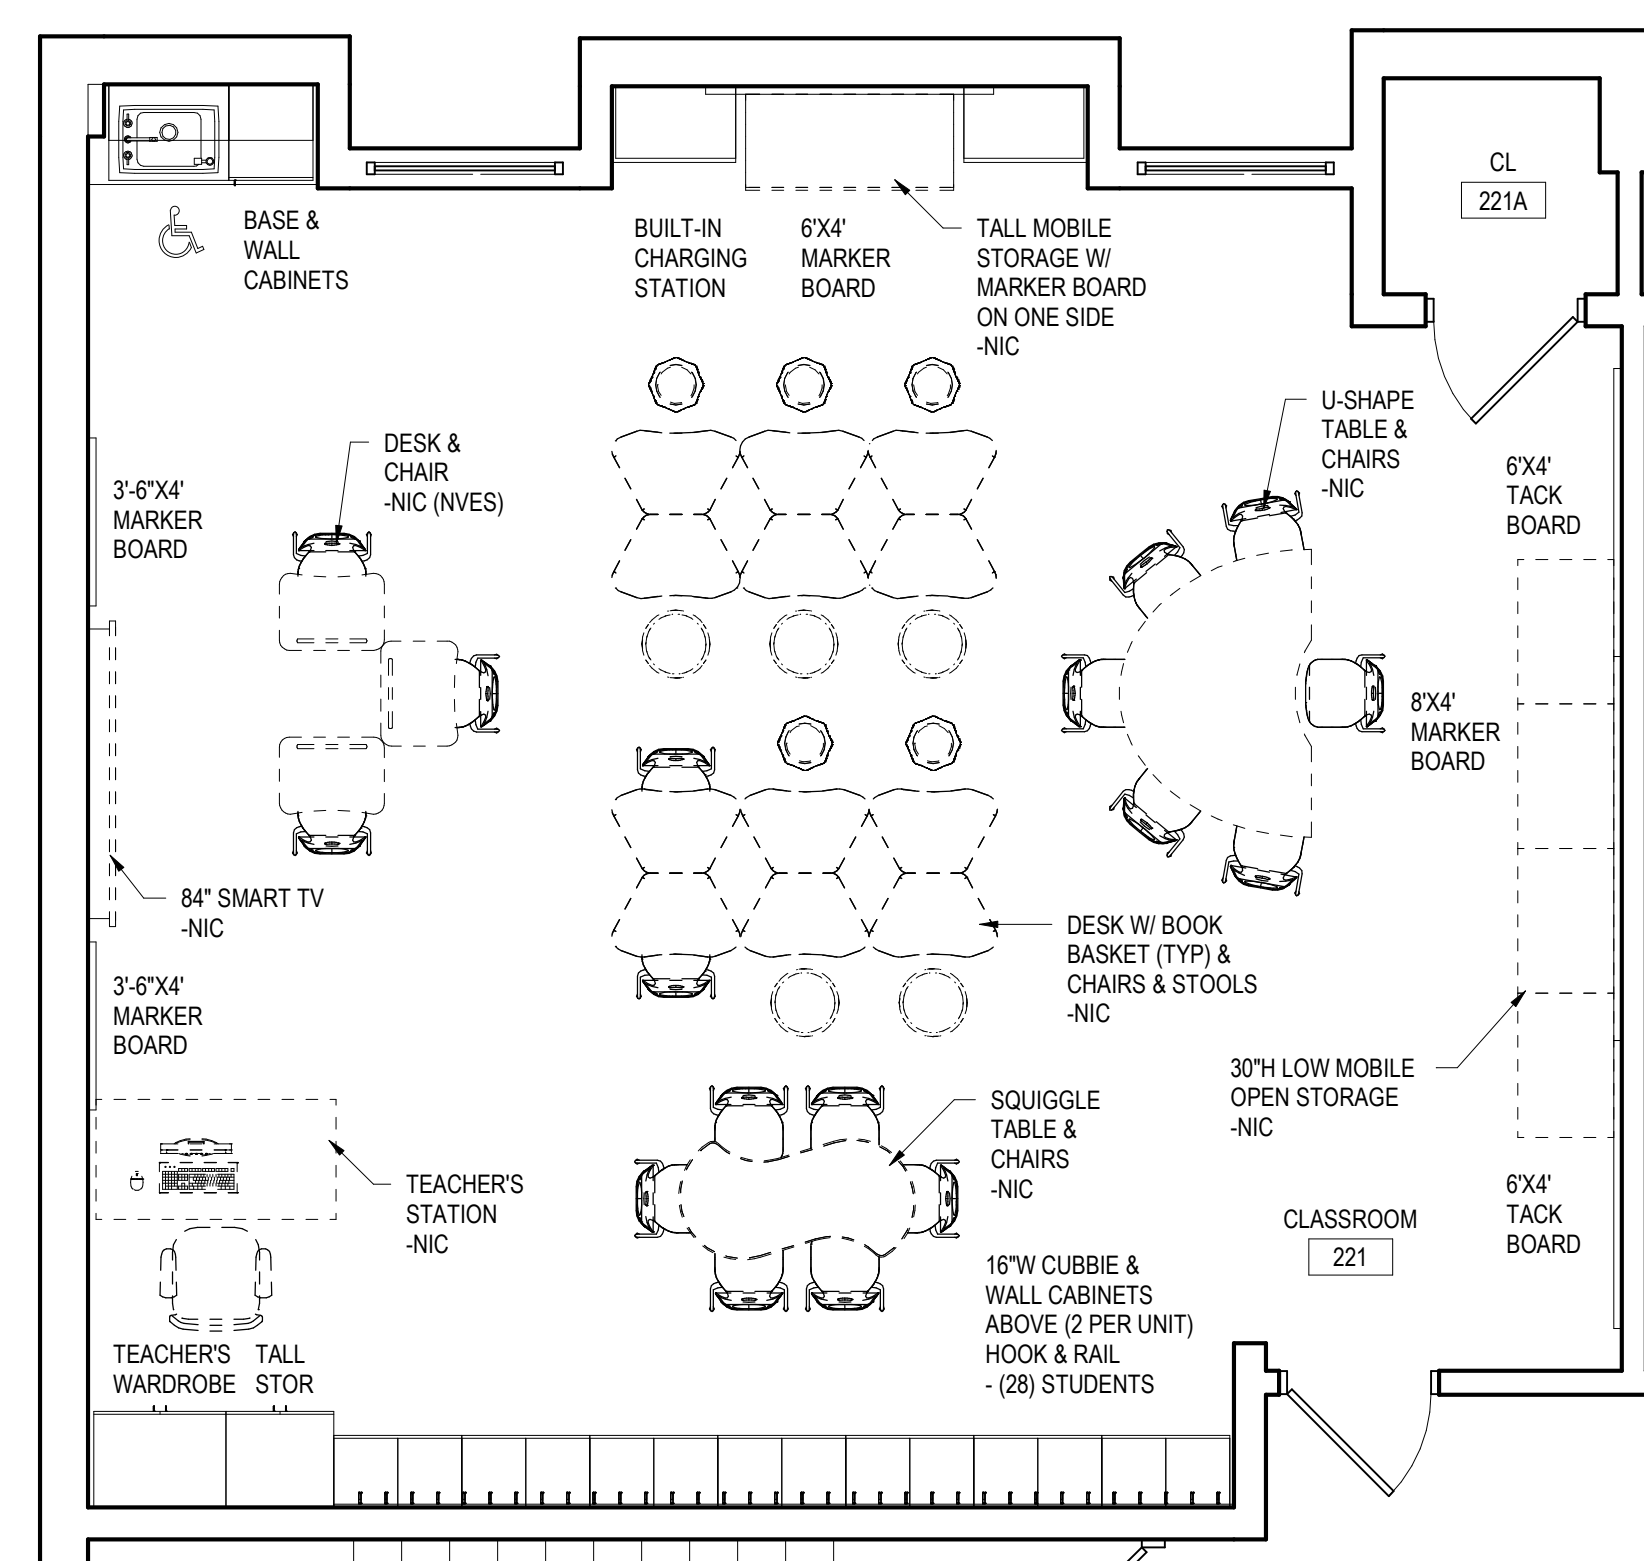 CL
221A
BASE &
WALL
CABINETS
BUILT-IN
CHARGING
STATION
6'X4'
MARKER
BOARD
TALL MOBILE
STORAGE W/
MARKER BOARD
ON ONE SIDE
-NIC
U-SHAPE
TABLE &
CHAIRS
-NIC
DESK &
CHAIR
-NIC (NVES)
3'-6"X4'
MARKER
BOARD
6'X4'
TACK
BOARD
8'X4'
MARKER
BOARD
84" SMART TV
-NIC
DESK W/ BOOK
BASKET (TYP) &
CHAIRS & STOOLS
-NIC
3'-6"X4'
MARKER
BOARD
30"H LOW MOBILE
OPEN STORAGE
-NIC
SQUIGGLE
TABLE &
CHAIRS
-NIC
TEACHER'S
STATION
-NIC
6'X4'
TACK
BOARD
CLASSROOM
221
16"W CUBBIE &
WALL CABINETS
ABOVE (2 PER UNIT)
HOOK & RAIL
- (28) STUDENTS
TEACHER'S
WARDROBE
TALL
STOR